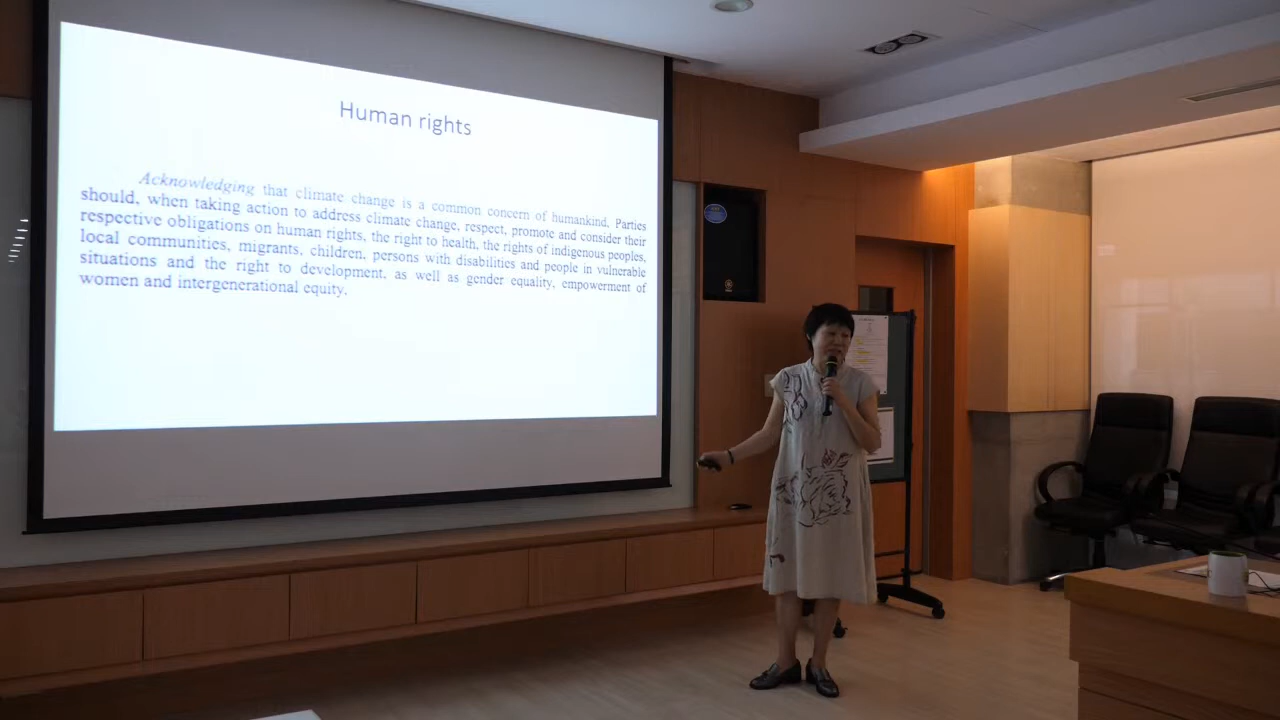 Human rights
Acknowledging that climate change is a common concern of humankind, Parties
should, when taking action to address climate change, respect, promote and consider their
respective obligations on human rights, the right to health, the rights of indigenous peoples,
local communities, migrants, children, persons with disabilities and people in vulnerable
situations and the right to development, as well as gender equality, empowerment of
women and intergenerational equity,